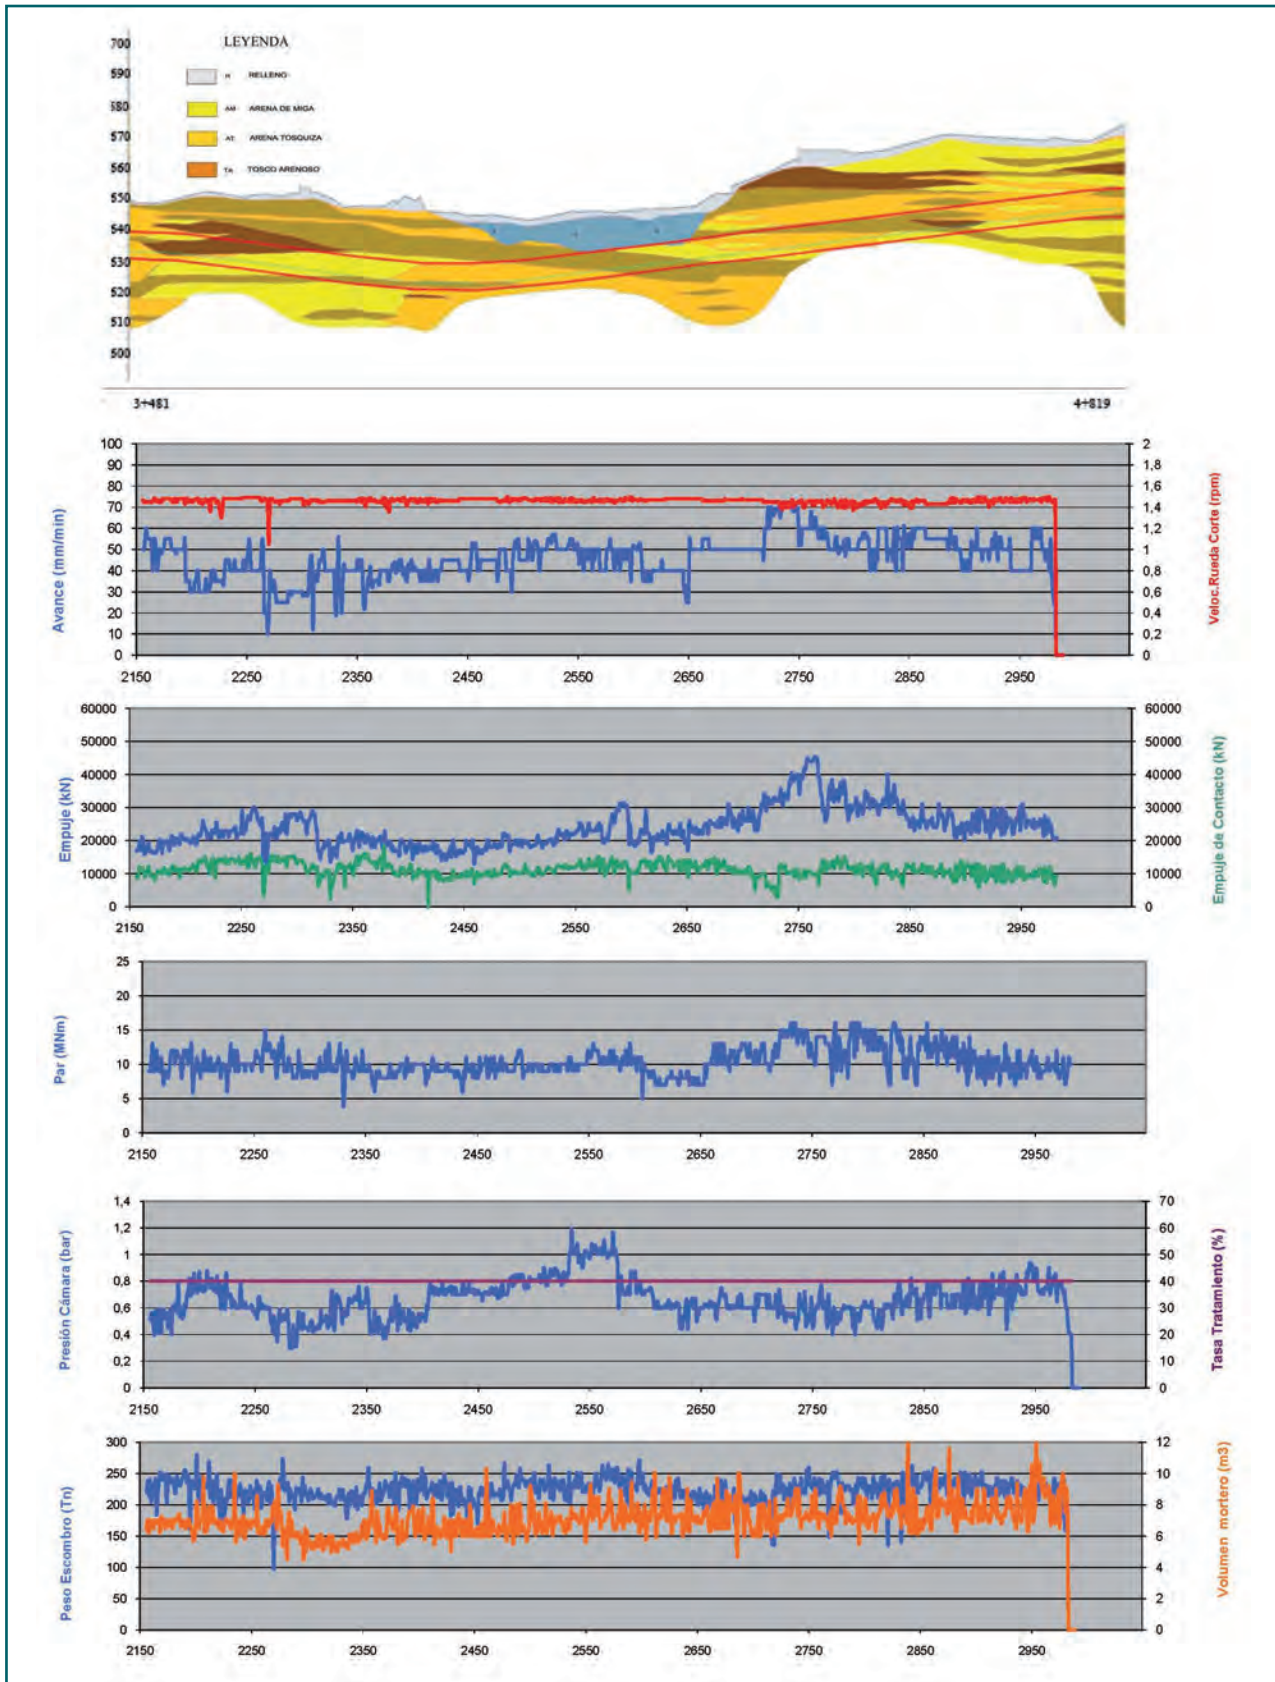 LEYENDA
R RELLENO
AM ARENA DE MIGA
AT ARENA TOSQUIZA
TA TOSCO ARENOSO
700
590
580
570
560
550
540
530
520
510
500
3+481 4+819
Avance (mm/min)
100 90 80 70 60 50 40 30 20 10 0
2 1,8 1,6 1,4 1,2 1 0,8 0,6 0,4 0,2 0
Veloc.Rueda Corte (rpm)
2150 2250 2350 2450 2550 2650 2750 2850 2950
Empuje (kN)
60000 50000 40000 30000 20000 10000 0
60000 50000 40000 30000 20000 10000 0
Empuje de Contacto (kN)
2150 2250 2350 2450 2550 2650 2750 2850 2950
Par (MNm)
25 20 15 10 5 0
2150 2250 2350 2450 2550 2650 2750 2850 2950
Presión Cámara (bar)
1,4 1,2 1 0,8 0,6 0,4 0,2 0
70 60 50 40 30 20 10 0
Tasa Tratamiento (%)
2150 2250 2350 2450 2550 2650 2750 2850 2950
Peso Escombro (Tn)
300 250 200 150 100 50 0
12 10 8 6 4 2 0
Volumen mortero (m3)
2150 2250 2350 2450 2550 2650 2750 2850 2950